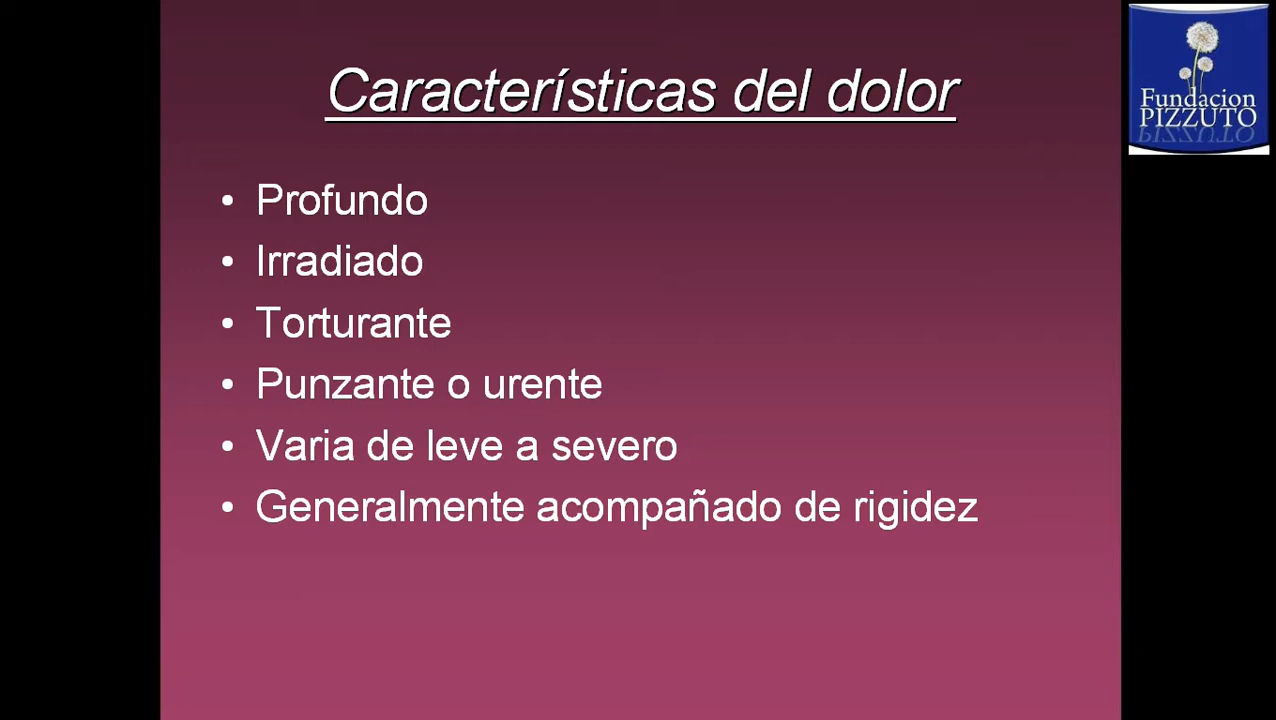 Características del dolor
• Profundo
• Irradiado
• Torturante
• Punzante o urente
• Varia de leve a severo
• Generalmente acompañado de rigidez
Fundacion
PIZZUTO